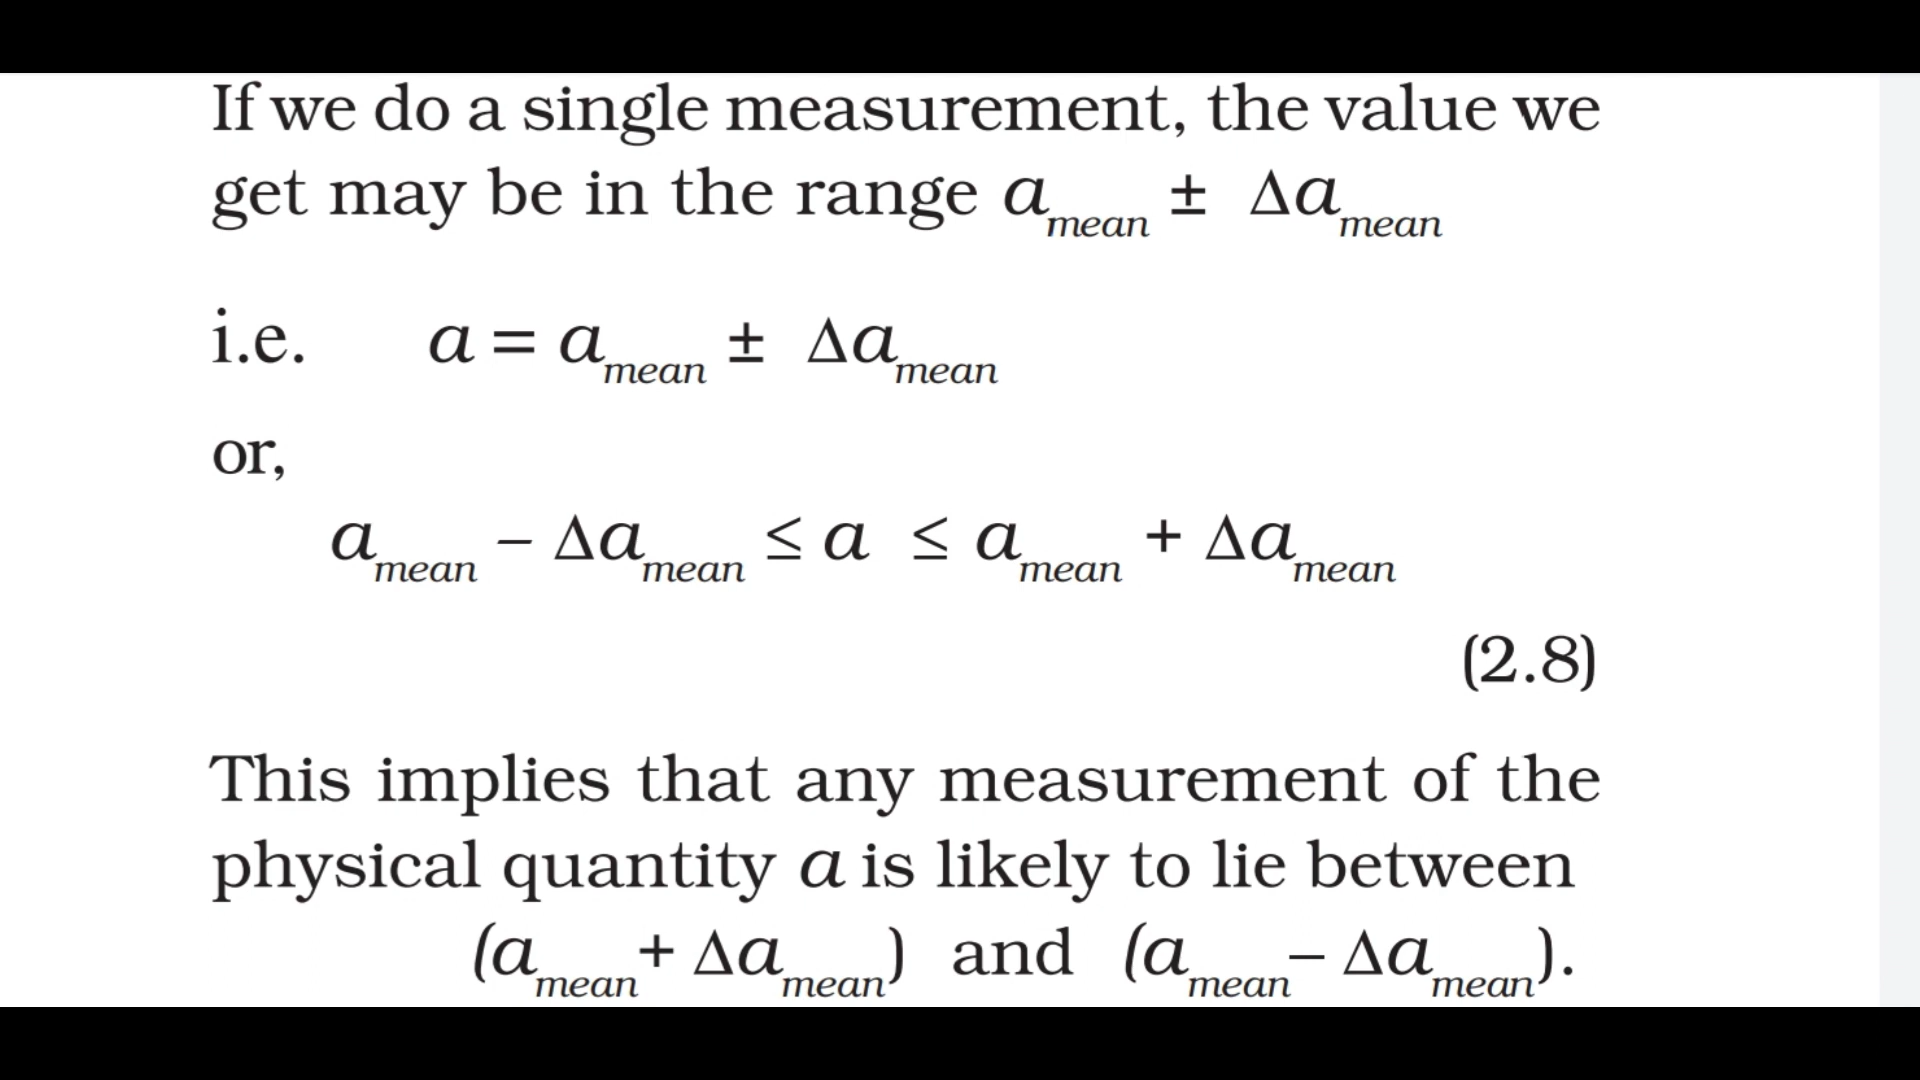 If we do a single measurement, the value we
get may be in the range a_mean ± Δa_mean
i.e. a = a_mean ± Δa_mean
or,
a_mean – Δa_mean ≤ a ≤ a_mean + Δa_mean
(2.8)
This implies that any measurement of the
physical quantity a is likely to lie between
(a_mean + Δa_mean) and (a_mean – Δa_mean).